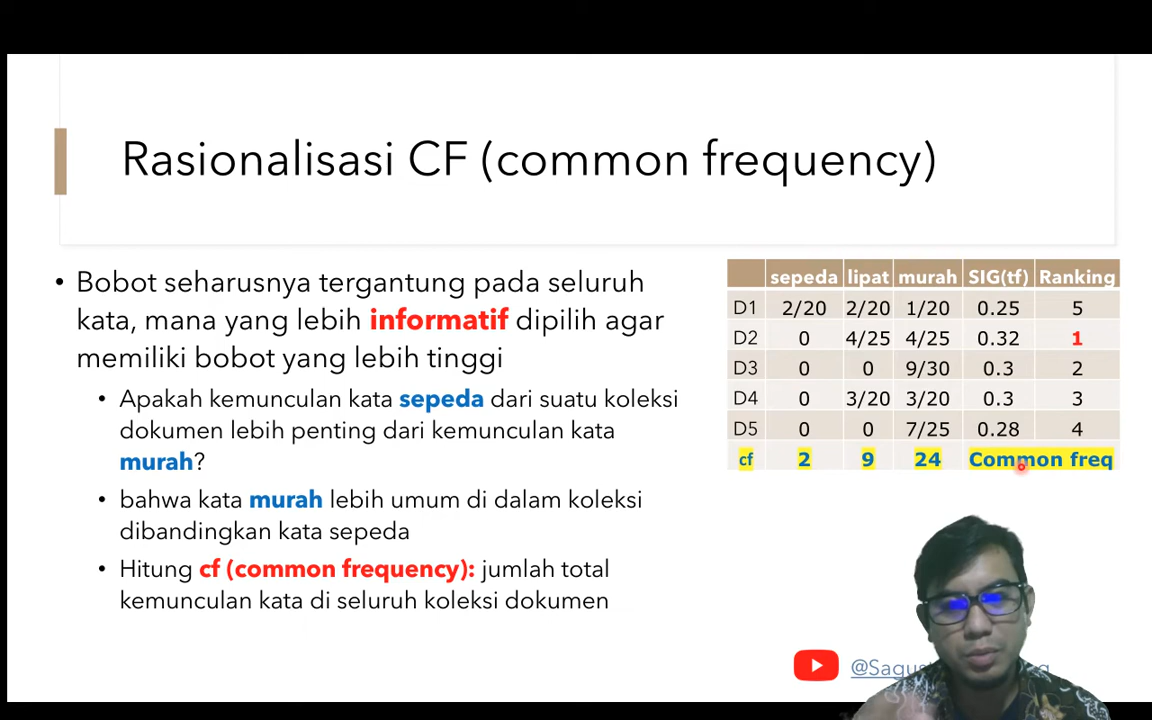 Rasionalisasi CF (common frequency)
• Bobot seharusnya tergantung pada seluruh
kata, mana yang lebih informatif dipilih agar
memiliki bobot yang lebih tinggi
• Apakah kemunculan kata sepeda dari suatu koleksi
dokumen lebih penting dari kemunculan kata
murah?
• bahwa kata murah lebih umum di dalam koleksi
dibandingkan kata sepeda
• Hitung cf (common frequency): jumlah total
kemunculan kata di seluruh koleksi dokumen
sepeda lipat murah SIG(tf) Ranking
D1 2/20 2/20 1/20 0.25 5
D2 0 4/25 4/25 0.32 1
D3 0 0 9/30 0.3 2
D4 0 3/20 3/20 0.3 3
D5 0 0 7/25 0.28 4
cf 2 9 24 Common freq